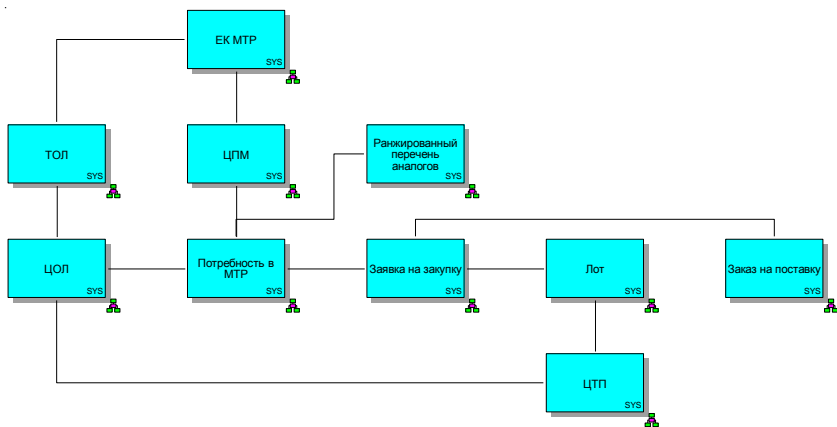 ЕК МТР
SYS
ТОЛ
SYS
ЦПМ
SYS
Ранжированный
перечень
аналогов
SYS
ЦОЛ
SYS
Потребность в
МТР
SYS
Заявка на закупку
SYS
Лот
SYS
Заказ на поставку
SYS
ЦТП
SYS